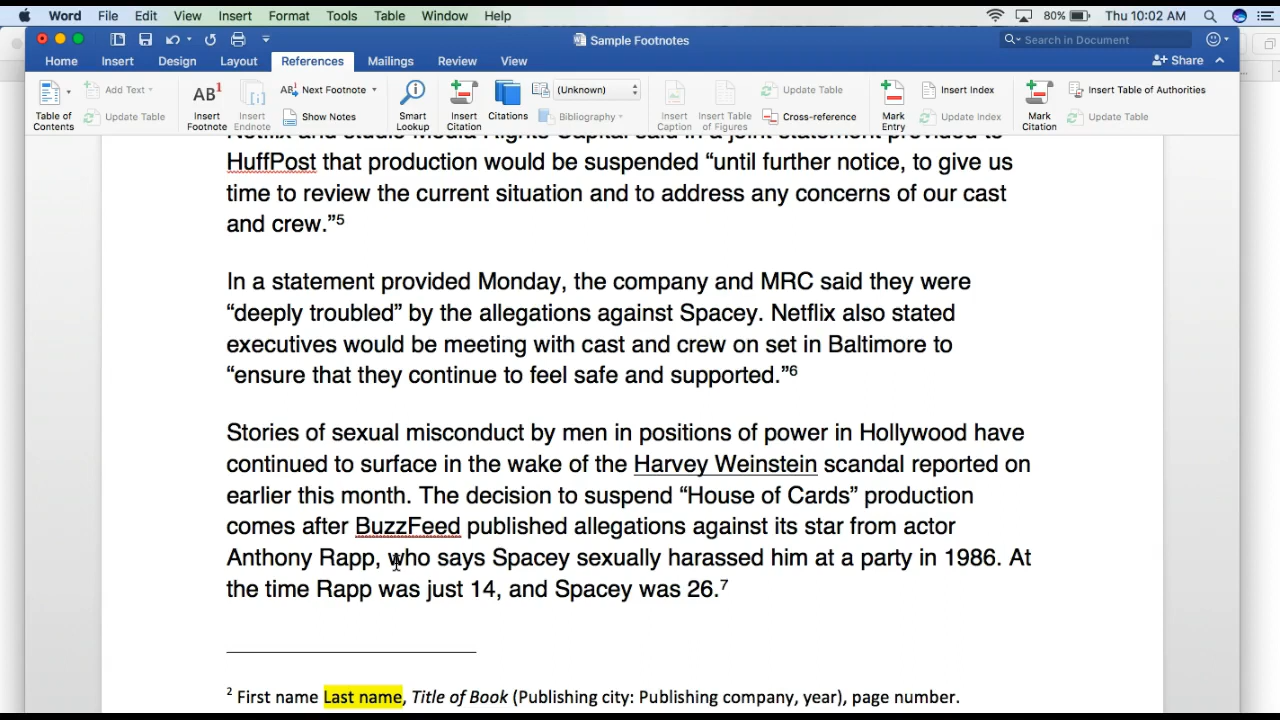 Word File Edit View Insert Format Tools Table Window Help 80% Thu 10:02 AM
Sample Footnotes Search in Document
Home Insert Design Layout References Mailings Review View Share
Add Text AB¹ Next Footnote (Unknown) Update Table Insert Index Insert Table of Authorities
Table of Contents Update Table Insert Footnote Insert Endnote Show Notes Smart Lookup Insert Citation Citations Bibliography Insert Caption Insert Table of Figures Cross-reference Mark Entry Update Index Mark Citation Update Table
Netflix and studio Media Rights Capital said in a joint statement provided to
HuffPost that production would be suspended “until further notice, to give us
time to review the current situation and to address any concerns of our cast
and crew.”⁵
In a statement provided Monday, the company and MRC said they were
“deeply troubled” by the allegations against Spacey. Netflix also stated
executives would be meeting with cast and crew on set in Baltimore to
“ensure that they continue to feel safe and supported.”⁶
Stories of sexual misconduct by men in positions of power in Hollywood have
continued to surface in the wake of the Harvey Weinstein scandal reported on
earlier this month. The decision to suspend “House of Cards” production
comes after BuzzFeed published allegations against its star from actor
Anthony Rapp, who says Spacey sexually harassed him at a party in 1986. At
the time Rapp was just 14, and Spacey was 26.⁷
² First name Last name, Title of Book (Publishing city: Publishing company, year), page number.